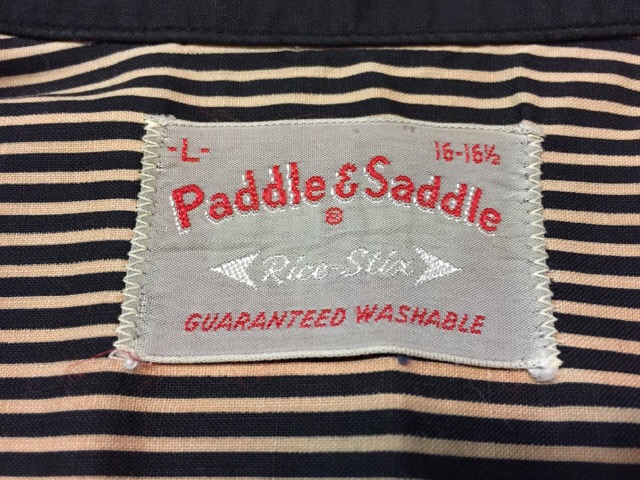 -L- 16-16½
Paddle & Saddle
®
Rice-Stix
GUARANTEED WASHABLE